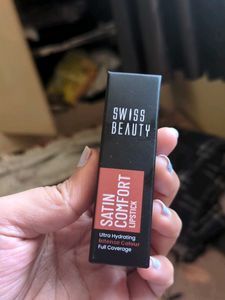 SWISS
BEAUTY
SATIN
COMFORT
LIPSTICK
Ultra Hydrating
Intense Colour
Full Coverage